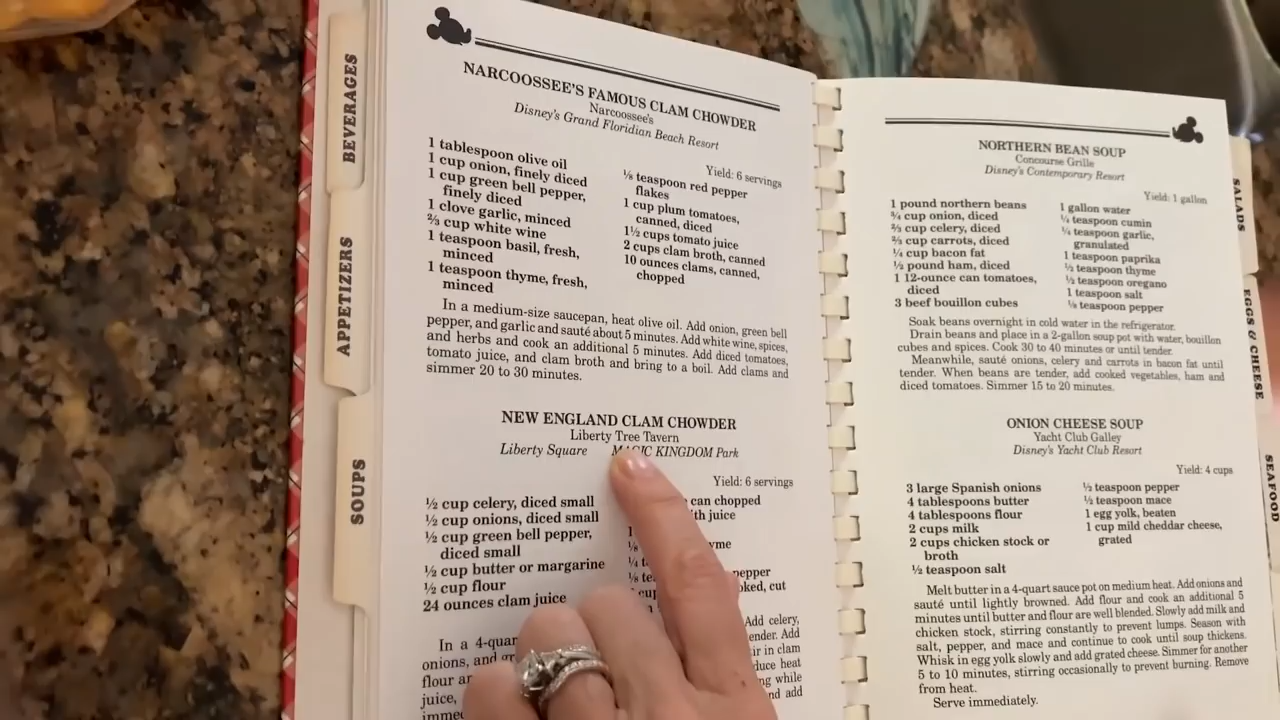 BEVERAGES
APPETIZERS
SOUPS
NARCOOSSEE'S FAMOUS CLAM CHOWDER
Narcoossee's
Disney's Grand Floridian Beach Resort
Yield: 6 servings
1 tablespoon olive oil
1 cup onion, finely diced
1 cup green bell pepper,
finely diced
1 clove garlic, minced
⅔ cup white wine
1 teaspoon basil, fresh,
minced
1 teaspoon thyme, fresh,
minced
⅛ teaspoon red pepper
flakes
1 cup plum tomatoes,
canned, diced
1½ cups tomato juice
2 cups clam broth, canned
10 ounces clams, canned,
chopped
In a medium-size saucepan, heat olive oil. Add onion, green bell
pepper, and garlic and sauté about 5 minutes. Add white wine, spices,
and herbs and cook an additional 5 minutes. Add diced tomatoes,
tomato juice, and clam broth and bring to a boil. Add clams and
simmer 20 to 30 minutes.
NEW ENGLAND CLAM CHOWDER
Liberty Tree Tavern
Liberty Square MAGIC KINGDOM Park
Yield: 6 servings
½ cup celery, diced small
½ cup onions, diced small
½ cup green bell pepper,
diced small
½ cup butter or margarine
½ cup flour
24 ounces clam juice
can chopped
with juice
pepper
cut
In a 4-quar
onions, and
flour
juice,
Add celery,
Add
in clam
heat
while
and add
NORTHERN BEAN SOUP
Concourse Grille
Disney's Contemporary Resort
Yield: 1 gallon
1 pound northern beans
¾ cup onion, diced
⅔ cup celery, diced
⅔ cup carrots, diced
¼ cup bacon fat
½ pound ham, diced
1 12-ounce can tomatoes,
diced
3 beef bouillon cubes
1 gallon water
¼ teaspoon cumin
¼ teaspoon garlic,
granulated
1 teaspoon paprika
½ teaspoon thyme
½ teaspoon oregano
1 teaspoon salt
⅛ teaspoon pepper
Soak beans overnight in cold water in the refrigerator.
Drain beans and place in a 2-gallon soup pot with water, bouillon
cubes and spices. Cook 30 to 40 minutes or until tender.
Meanwhile, sauté onions, celery and carrots in bacon fat until
tender. When beans are tender, add cooked vegetables, ham and
diced tomatoes. Simmer 15 to 20 minutes.
ONION CHEESE SOUP
Yacht Club Galley
Disney's Yacht Club Resort
Yield: 4 cups
3 large Spanish onions
4 tablespoons butter
4 tablespoons flour
2 cups milk
2 cups chicken stock or
broth
½ teaspoon salt
½ teaspoon pepper
½ teaspoon mace
1 egg yolk, beaten
1 cup mild cheddar cheese,
grated
Melt butter in a 4-quart sauce pot on medium heat. Add onions and
sauté until lightly browned. Add flour and cook an additional 5
minutes until butter and flour are well blended. Slowly add milk and
chicken stock, stirring constantly to prevent lumps. Season with
salt, pepper, and mace and continue to cook until soup thickens.
Whisk in egg yolk slowly and add grated cheese. Simmer for another
5 to 10 minutes, stirring occasionally to prevent burning. Remove
from heat.
Serve immediately.
SALADS
EGGS & CHEESE
SEAFOOD